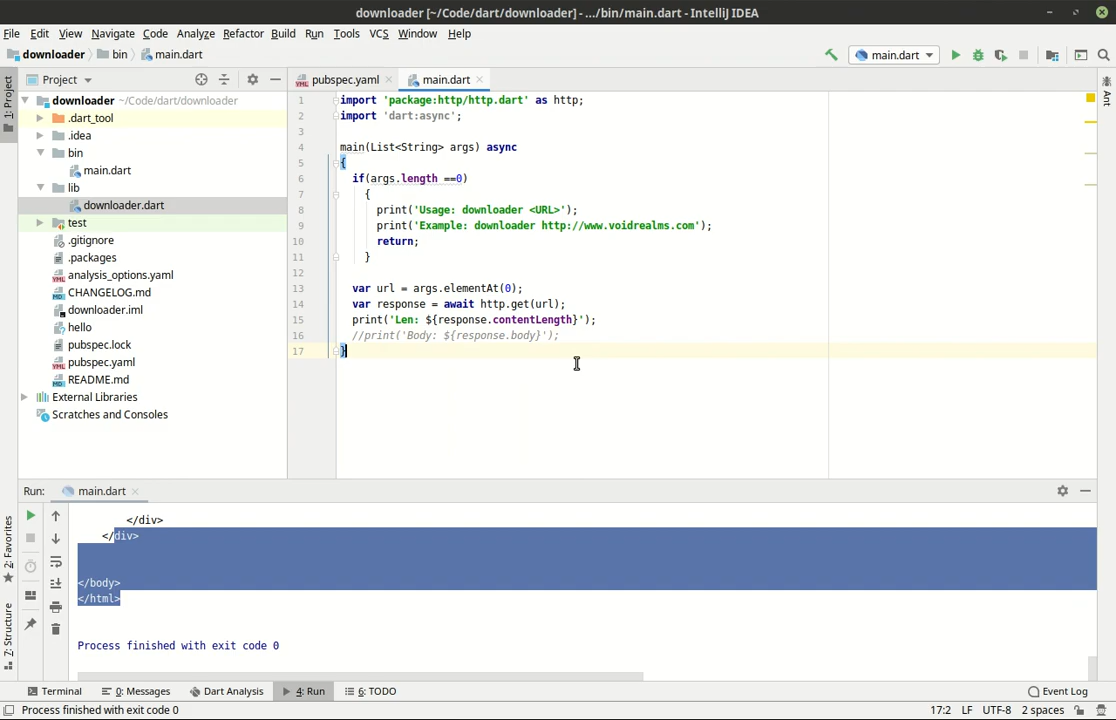 downloader [~/Code/dart/downloader] - .../bin/main.dart - IntelliJ IDEA
File Edit View Navigate Code Analyze Refactor Build Run Tools VCS Window Help
downloader bin main.dart main.dart
1: Project
Project
downloader ~/Code/dart/downloader
.dart_tool
.idea
bin
main.dart
lib
downloader.dart
test
.gitignore
.packages
analysis_options.yaml
CHANGELOG.md
downloader.iml
hello
pubspec.lock
pubspec.yaml
README.md
External Libraries
Scratches and Consoles
pubspec.yaml main.dart
1 import 'package:http/http.dart' as http;
2 import 'dart:async';
3
4 main(List<String> args) async
5 {
6 if(args.length ==0)
7 {
8 print('Usage: downloader <URL>');
9 print('Example: downloader http://www.voidrealms.com');
10 return;
11 }
12
13 var url = args.elementAt(0);
14 var response = await http.get(url);
15 print('Len: ${response.contentLength}');
16 //print('Body: ${response.body}');
17 }
Ant
Run: main.dart
</div>
</div>
</body>
</html>
Process finished with exit code 0
2: Favorites
7: Structure
Terminal 0: Messages Dart Analysis 4: Run 6: TODO Event Log
Process finished with exit code 0 17:2 LF UTF-8 2 spaces